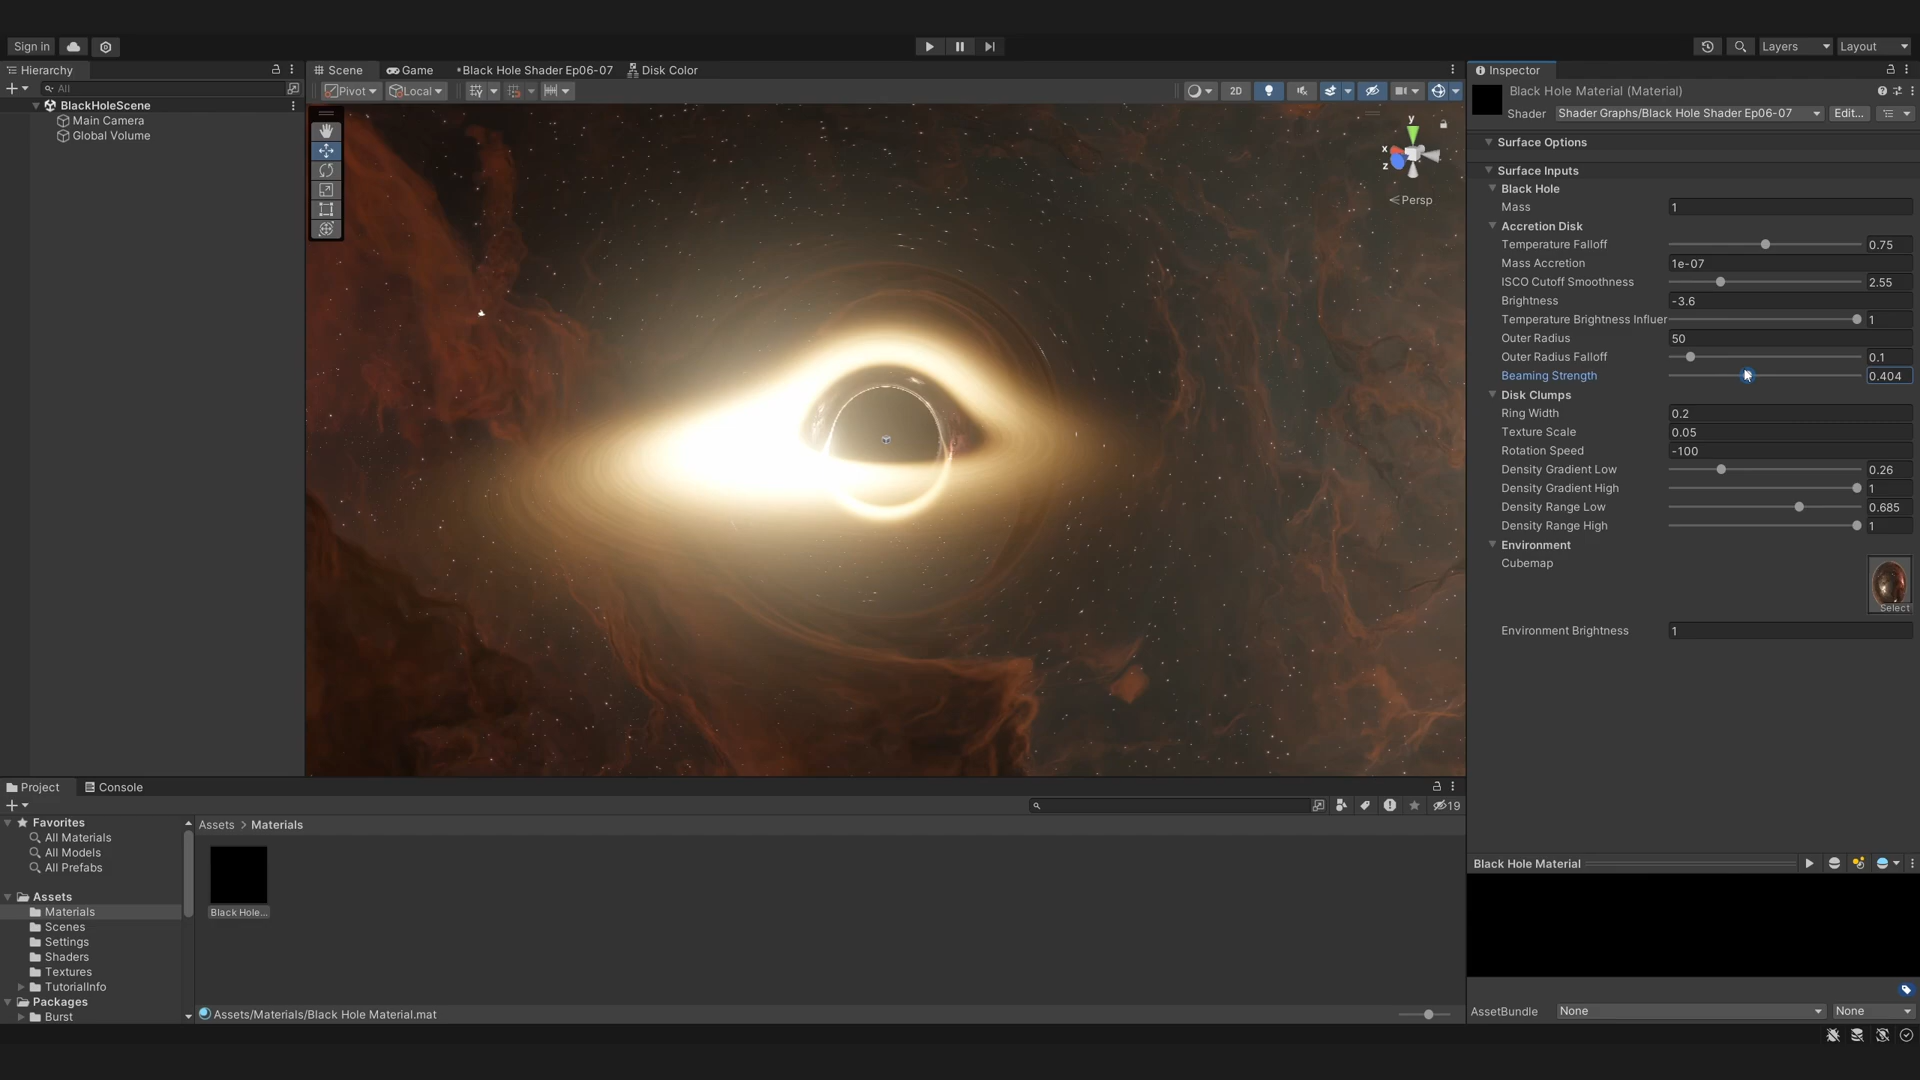 Sign in
Layers
Layout
Hierarchy
All
BlackHoleScene
Main Camera
Global Volume
Scene
Game
*Black Hole Shader Ep06-07
Disk Color
Pivot
Local
2D
y
x
z
Persp
Inspector
Black Hole Material (Material)
Shader
Shader Graphs/Black Hole Shader Ep06-07
Edit...
Surface Options
Surface Inputs
Black Hole
Mass 1
Accretion Disk
Temperature Falloff 0.75
Mass Accretion 1e-07
ISCO Cutoff Smoothness 2.55
Brightness -3.6
Temperature Brightness Influer 1
Outer Radius 50
Outer Radius Falloff 0.1
Beaming Strength 0.404
Disk Clumps
Ring Width 0.2
Texture Scale 0.05
Rotation Speed -100
Density Gradient Low 0.26
Density Gradient High 1
Density Range Low 0.685
Density Range High 1
Environment
Cubemap
Select
Environment Brightness 1
Black Hole Material
AssetBundle None None
Project
Console
19
Favorites
All Materials
All Models
All Prefabs
Assets
Materials
Scenes
Settings
Shaders
Textures
TutorialInfo
Packages
Burst
Assets > Materials
Black Hole...
Assets/Materials/Black Hole Material.mat